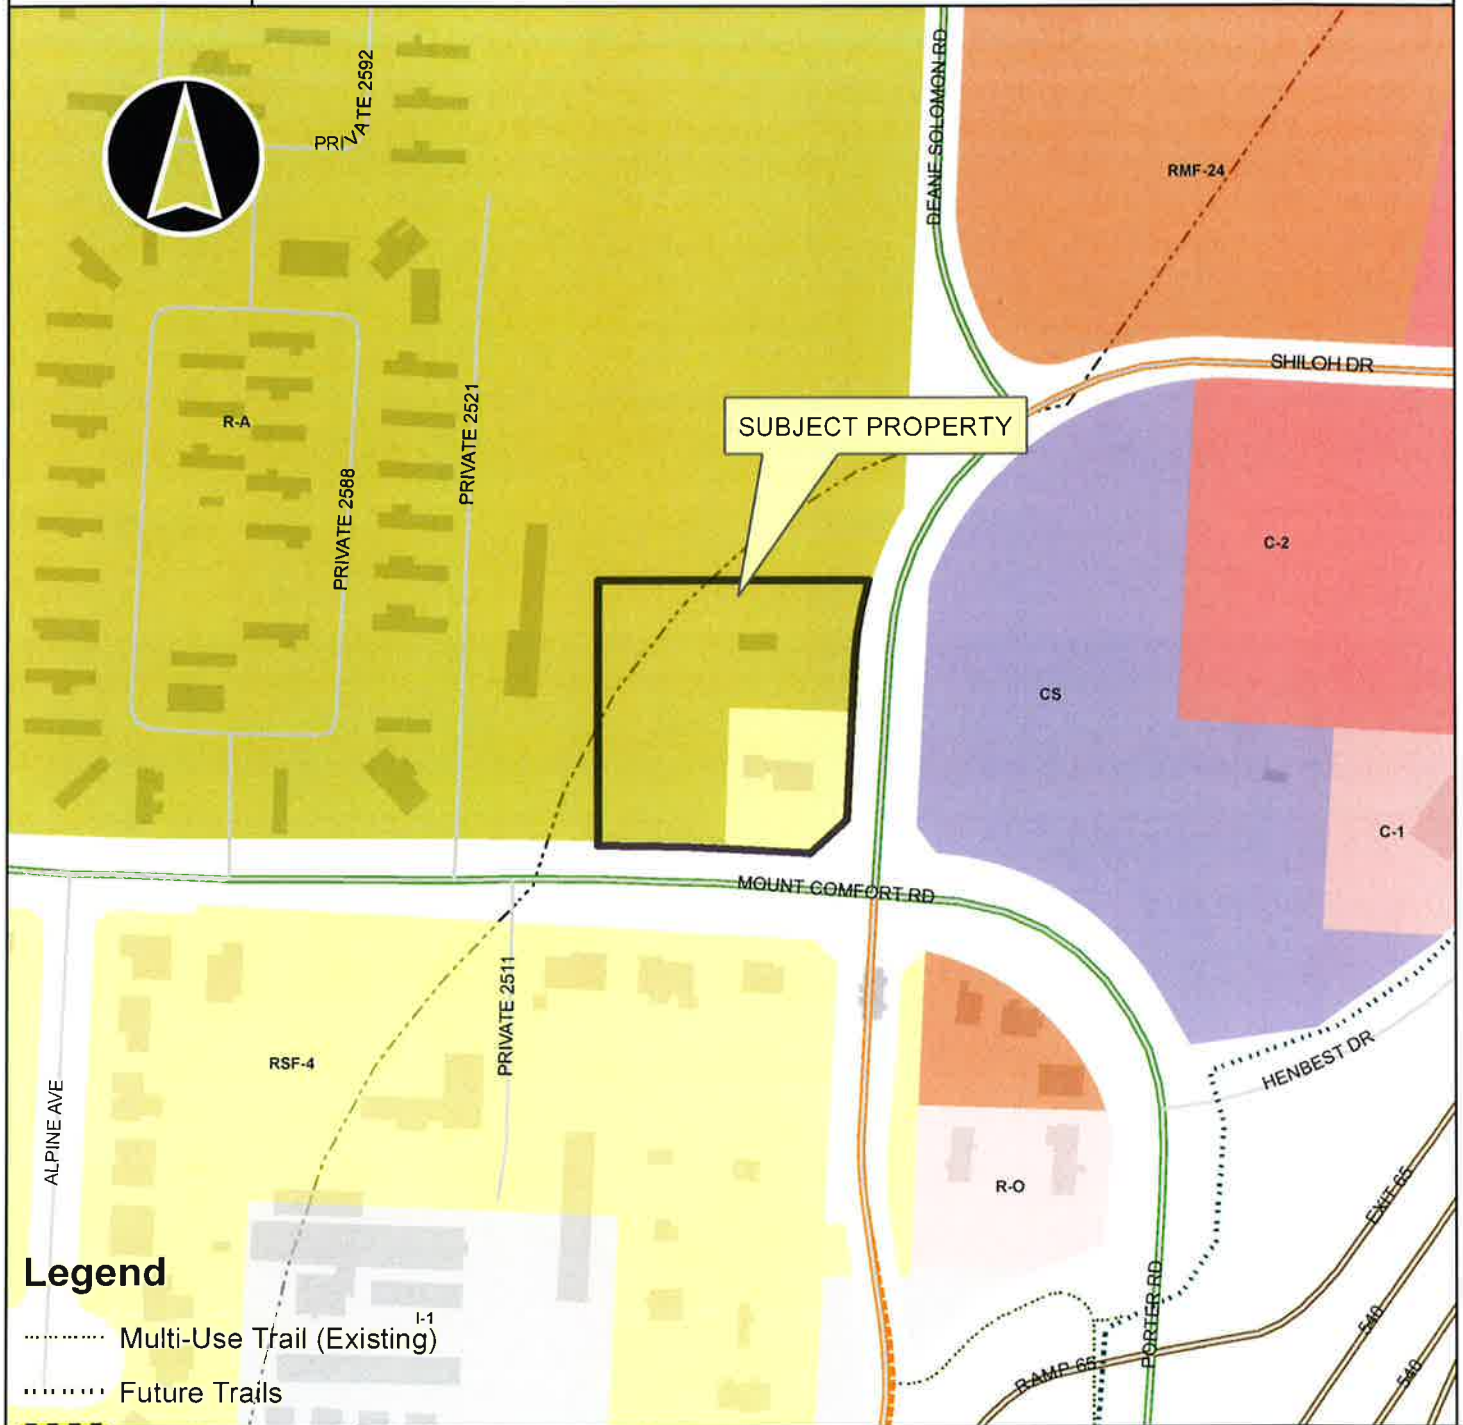 PRIVATE 2592
DEANE SOLOMON RD
RMF-24
SHILOH DR
R-A
PRIVATE 2521
SUBJECT PROPERTY
PRIVATE 2588
C-2
CS
C-1
MOUNT COMFORT RD
PRIVATE 2511
RSF-4
HENBEST DR
ALPINE AVE
R-O
EXIT 65
Legend
I-1
Multi-Use Trail (Existing)
PORTER RD
540
RAMP 65
540
Future Trails